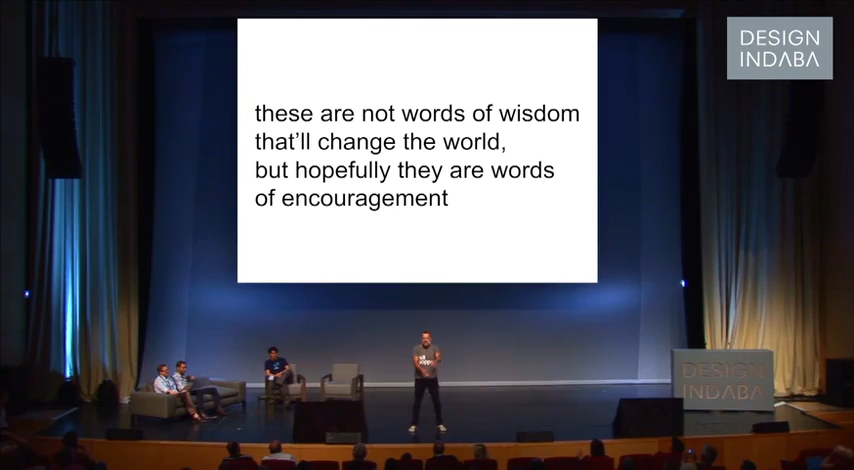 these are not words of wisdom
that'll change the world,
but hopefully they are words
of encouragement
DESIGN
INDABA
DESIGN
INDABA